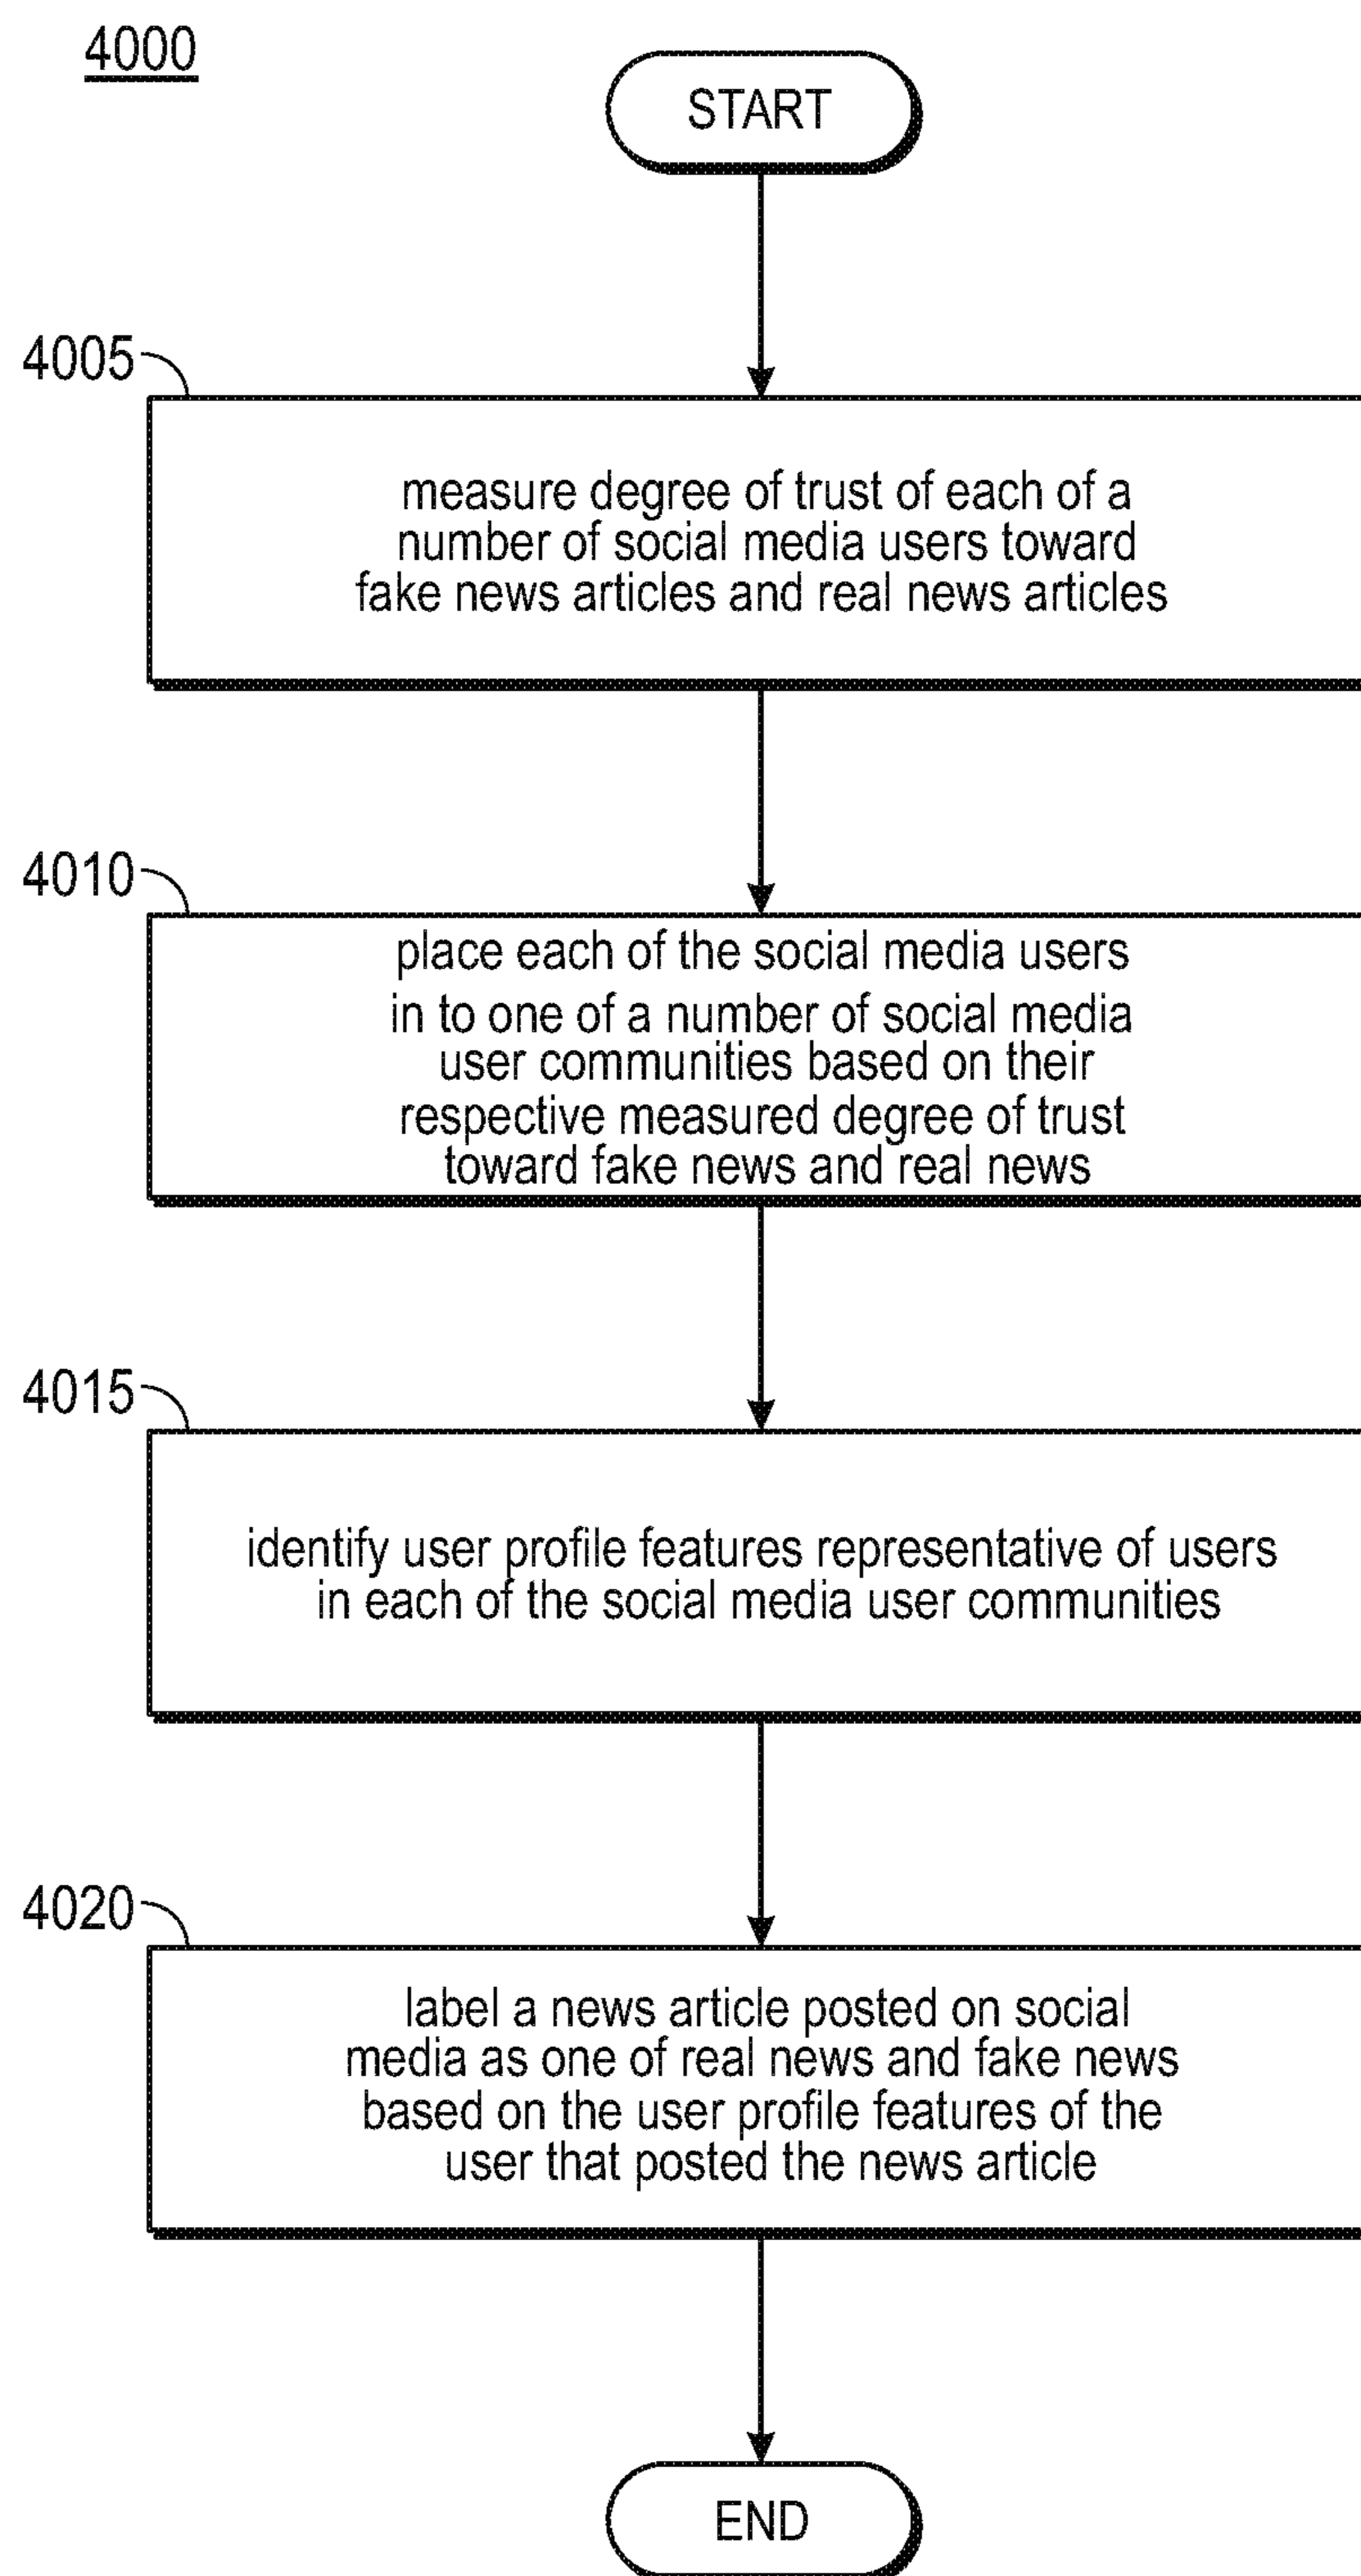 4000
START
4005
measure degree of trust of each of a
number of social media users toward
fake news articles and real news articles
4010
place each of the social media users
in to one of a number of social media
user communities based on their
respective measured degree of trust
toward fake news and real news
4015
identify user profile features representative of users
in each of the social media user communities
4020
label a news article posted on social
media as one of real news and fake news
based on the user profile features of the
user that posted the news article
END